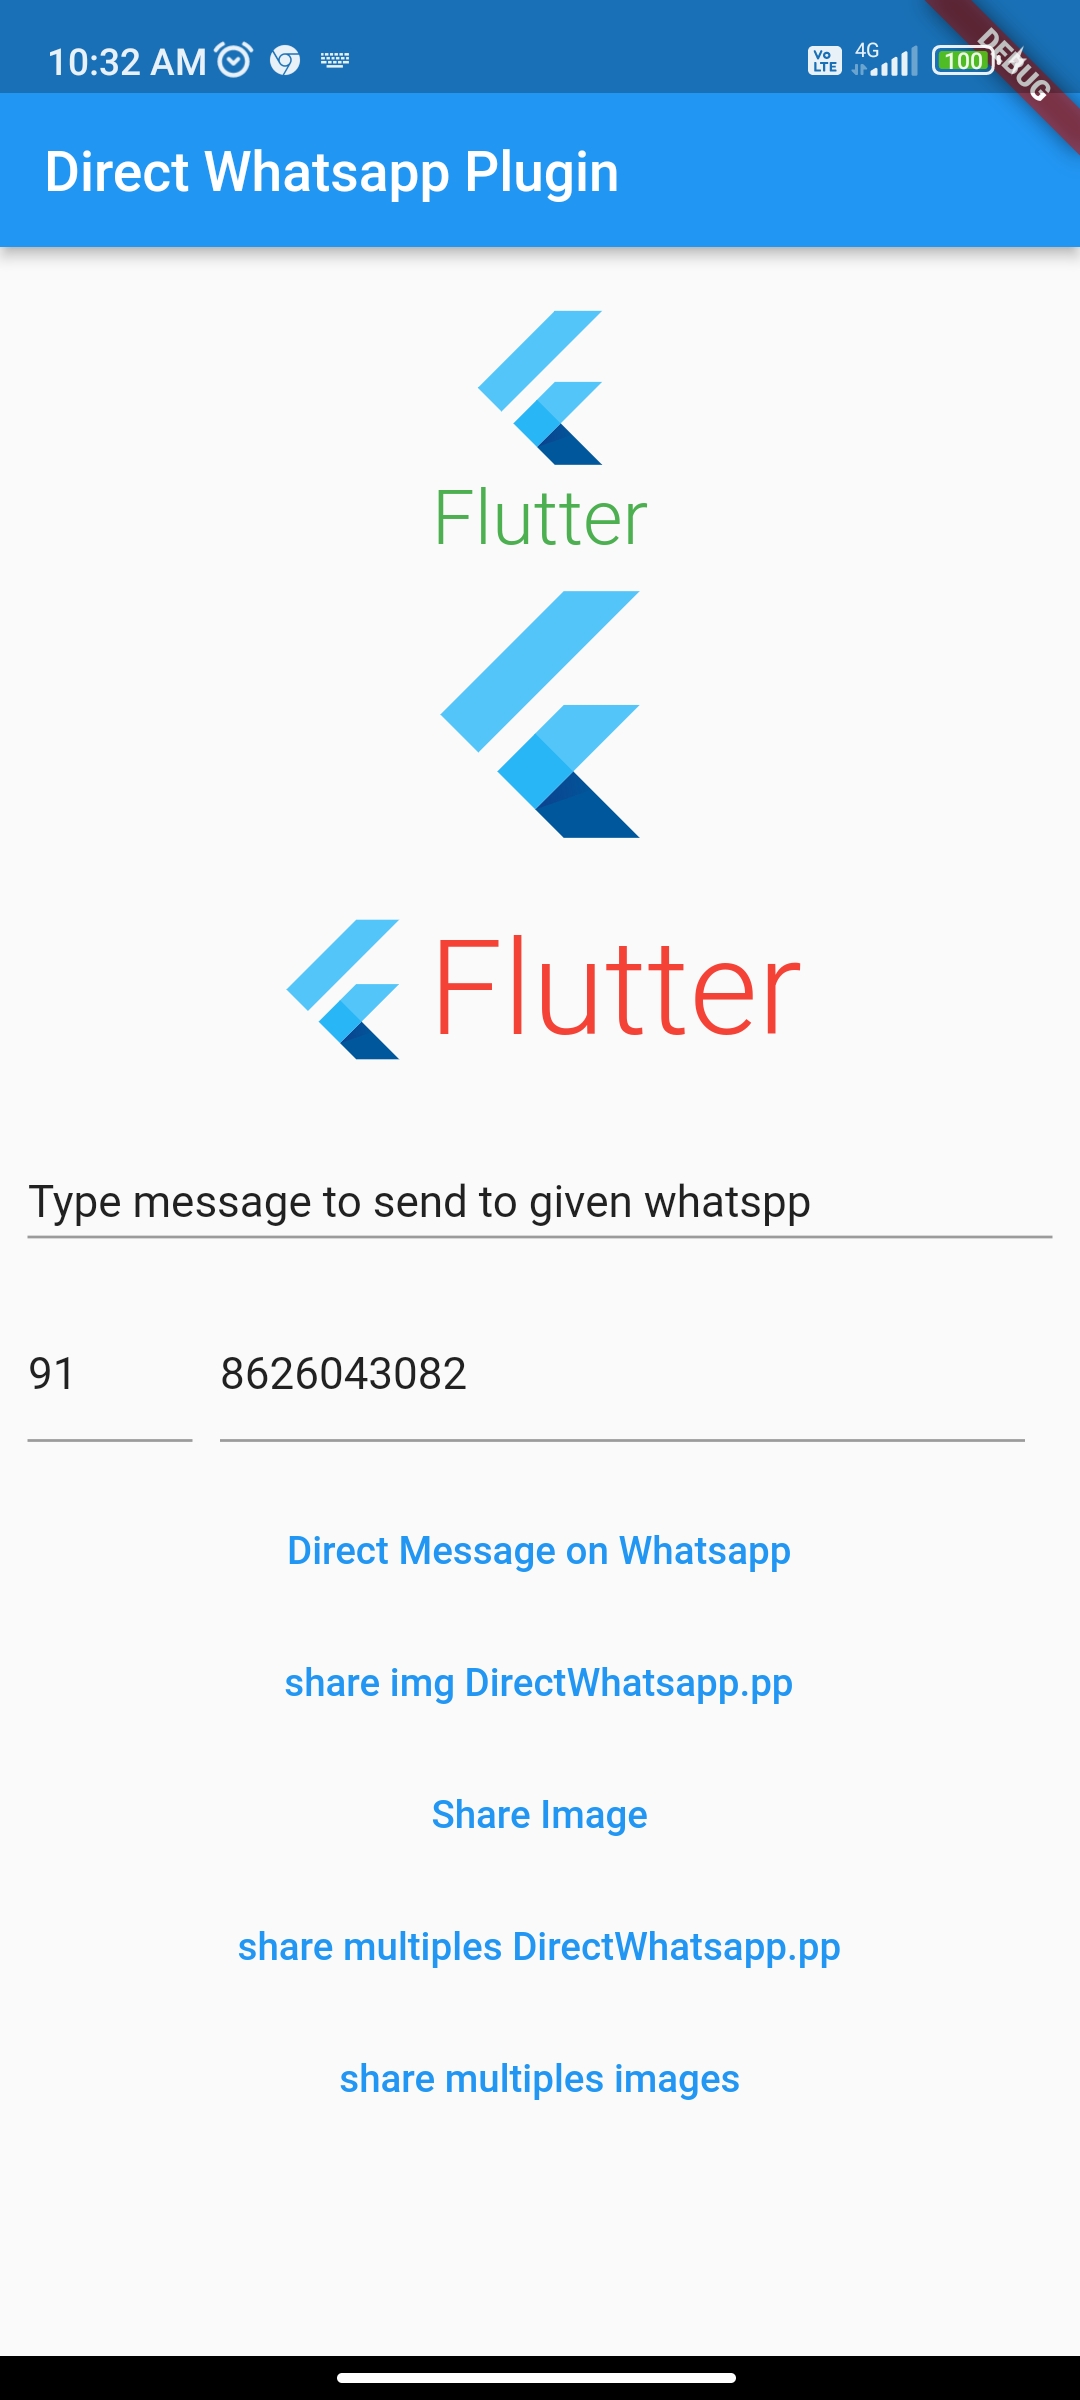 10:32 AM
Vo
LTE
4G
100
DEBUG
Direct Whatsapp Plugin
Flutter
Flutter
Type message to send to given whatspp
91 8626043082
Direct Message on Whatsapp
share img DirectWhatsapp.pp
Share Image
share multiples DirectWhatsapp.pp
share multiples images